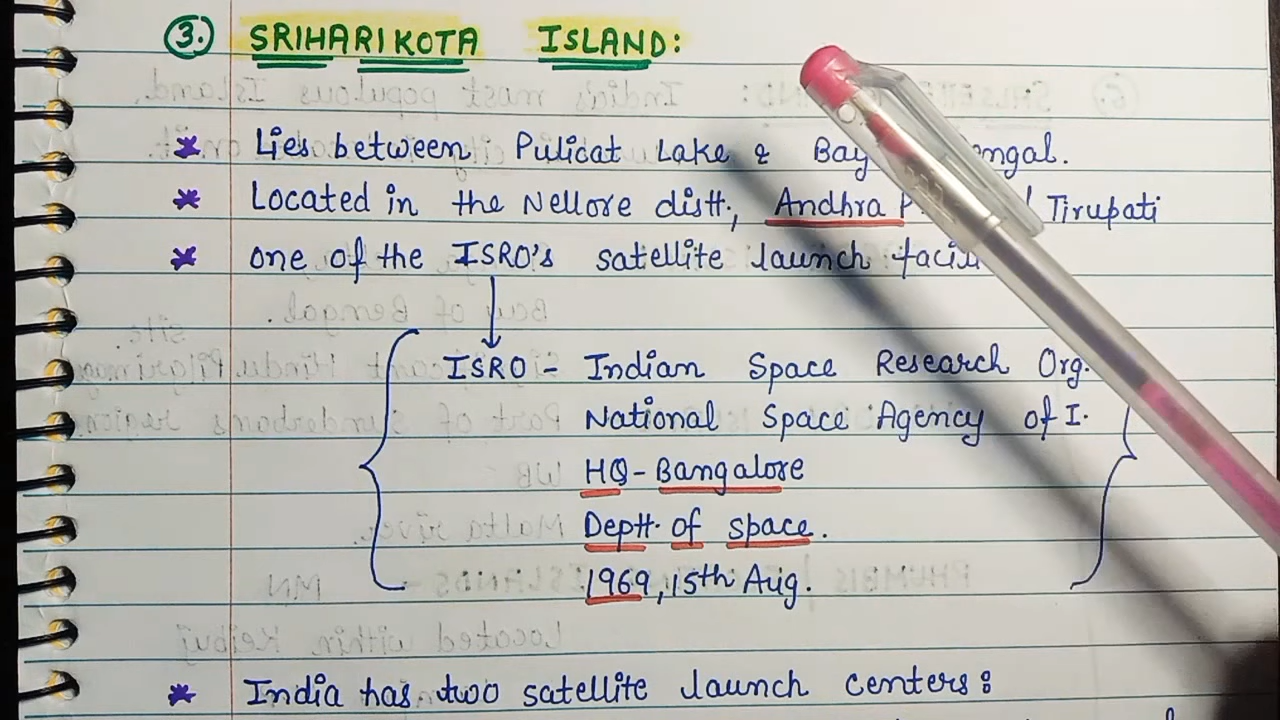 3. SRIHARIKOTA ISLAND:
* Lies between Pulicat Lake & Bay ngal.
* Located in the Nellore distt., Andhra P / Tirupati
* one of the ISRO's satellite launch facili
ISRO - Indian Space Research Org.
National Space Agency of I.
HQ - Bangalore
Deptt. of space.
1969, 15th Aug.
* India has two satellite launch centers: